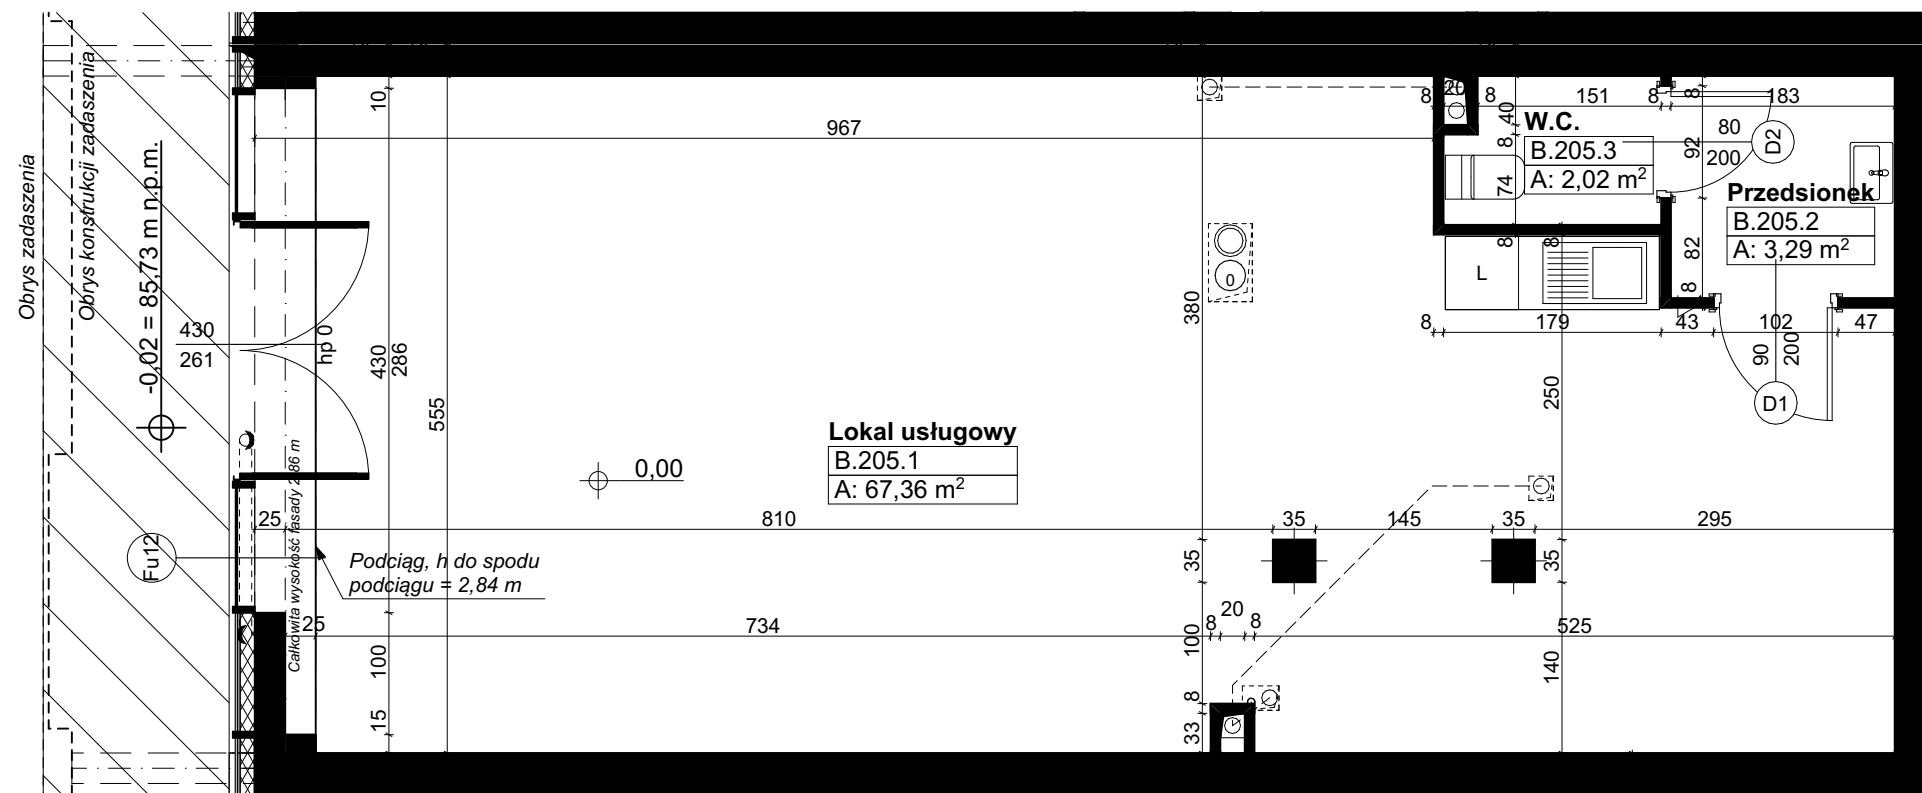 Obrys zadaszenia
Obrys konstrukcji zadaszenia
-0,02 = 85,73 m n.p.m.
430
261
hp 0
10
430
286
555
967
380
8
20
8
151
8
8
183
40
8
74
W.C.
B.205.3
A: 2,02 m²
80
200
D2
92
Przedsionek
B.205.2
A: 3,29 m²
82
8
8
8
L
0
8
179
43
102
47
90
200
D1
250
Lokal usługowy
B.205.1
A: 67,36 m²
0,00
25
810
35
145
35
295
Fu12
Całkowita wysokość fasady 2,86 m
Podciąg, h do spodu
podciągu = 2,84 m
35
35
25
734
8
20
8
525
100
100
140
15
8
33